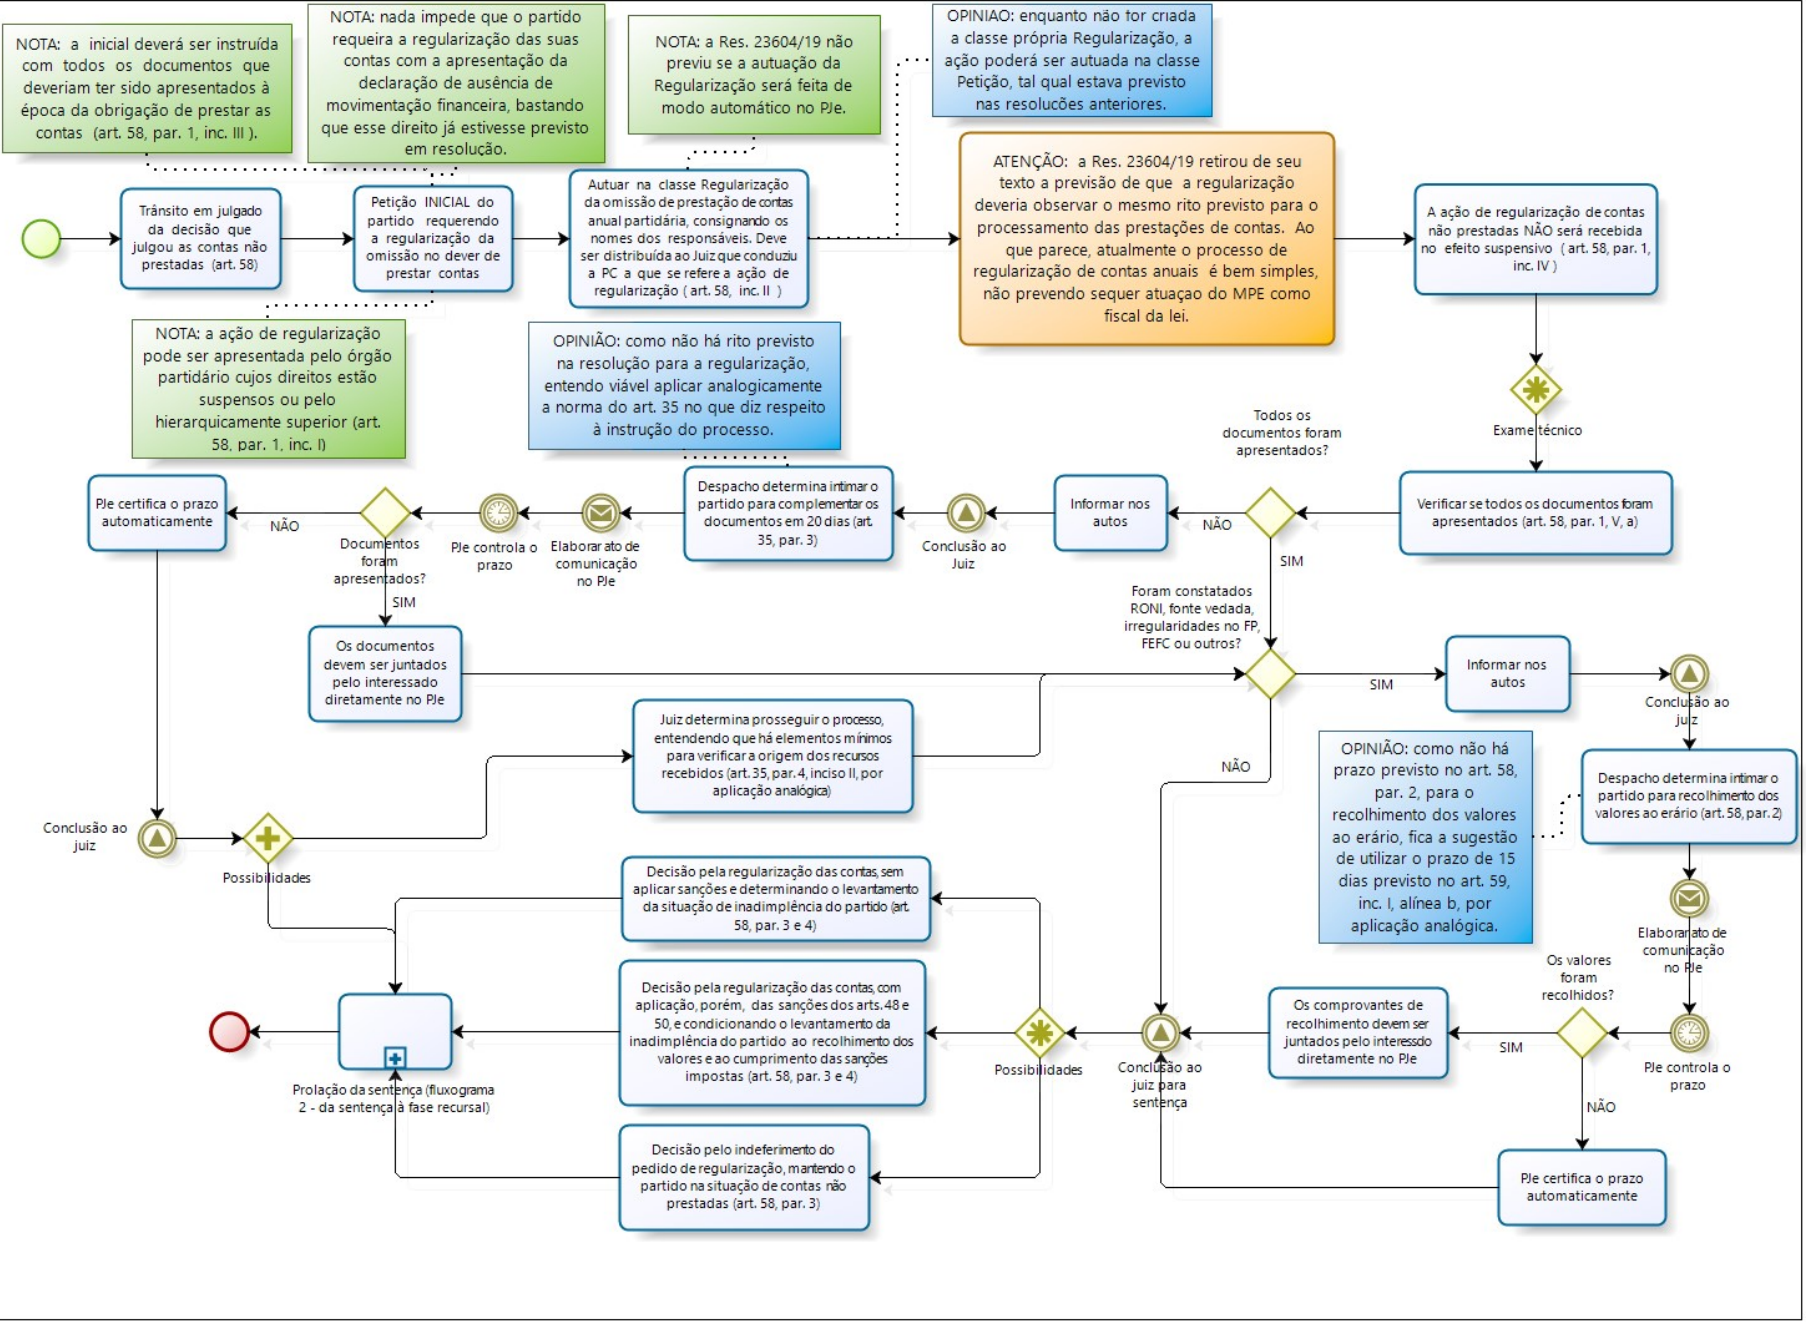 NOTA: a inicial deverá ser instruída
com todos os documentos que
deveriam ter sido apresentados à
época da obrigação de prestar as
contas (art. 58, par. 1, inc. III ).
NOTA: nada impede que o partido
requeira a regularização das suas
contas com a apresentação da
declaração de ausência de
movimentação financeira, bastando
que esse direito já estivesse previsto
em resolução.
NOTA: a Res. 23604/19 não
previu se a autuação da
Regularização será feita de
modo automático no PJe.
OPINIAO: enquanto não for criada
a classe própria Regularização, a
ação poderá ser autuada na classe
Petição, tal qual estava previsto
nas resoluções anteriores.
Trânsito em julgado
da decisão que
julgou as contas não
prestadas (art. 58)
Petição INICIAL do
partido requerendo
a regularização da
omissão no dever de
prestar contas
Autuar na classe Regularização
da omissão de prestação de contas
anual partidária, consignando os
nomes dos responsáveis. Deve
ser distribuída ao Juiz que conduziu
a PC a que se refere a ação de
regularização ( art. 58, inc. II )
ATENÇÃO: a Res. 23604/19 retirou de seu
texto a previsão de que a regularização
deveria observar o mesmo rito previsto para o
processamento das prestações de contas. Ao
que parece, atualmente o processo de
regularização de contas anuais é bem simples,
não prevendo sequer atuaçao do MPE como
fiscal da lei.
A ação de regularização de contas
não prestadas NÃO será recebida
no efeito suspensivo ( art. 58, par. 1,
inc. IV )
NOTA: a ação de regularização
pode ser apresentada pelo órgão
partidário cujos direitos estão
suspensos ou pelo
hierarquicamente superior (art.
58, par. 1, inc. I)
OPINIÃO: como não há rito previsto
na resolução para a regularização,
entendo viável aplicar analogicamente
a norma do art. 35 no que diz respeito
à instrução do processo.
Exame técnico
Todos os
documentos foram
apresentados?
Verificar se todos os documentos foram
apresentados (art. 58, par. 1, V, a)
NÃO
SIM
Informar nos
autos
Conclusão ao
Juiz
Despacho determina intimar o
partido para complementar os
documentos em 20 dias (art.
35, par. 3)
Elaborar ato de
comunicação
no PJe
PJe controla o
prazo
Documentos
foram
apresentados?
NÃO
SIM
PJe certifica o prazo
automaticamente
Os documentos
devem ser juntados
pelo interessado
diretamente no PJe
Foram constatados
RONI, fonte vedada,
irregularidades no FP,
FEFC ou outros?
SIM
NÃO
Informar nos
autos
Conclusão ao
juiz
Juiz determina prosseguir o processo,
entendendo que há elementos mínimos
para verificar a origem dos recursos
recebidos (art. 35, par. 4, inciso II, por
aplicação analógica)
OPINIÃO: como não há
prazo previsto no art. 58,
par. 2, para o
recolhimento dos valores
ao erário, fica a sugestão
de utilizar o prazo de 15
dias previsto no art. 59,
inc. I, alínea b, por
aplicação analógica.
Despacho determina intimar o
partido para recolhimento dos
valores ao erário (art. 58, par. 2)
Conclusão ao
juiz
Possibilidades
Elaborar ato de
comunicação
no PJe
Decisão pela regularização das contas, sem
aplicar sanções e determinando o levantamento
da situação de inadimplência do partido (art.
58, par. 3 e 4)
Decisão pela regularização das contas, com
aplicação, porém, das sanções dos arts. 48 e
50, e condicionando o levantamento da
inadimplência do partido ao recolhimento dos
valores e ao cumprimento das sanções
impostas (art. 58, par. 3 e 4)
Decisão pelo indeferimento do
pedido de regularização, mantendo o
partido na situação de contas não
prestadas (art. 58, par. 3)
Prolação da sentença (fluxograma
2 - da sentença à fase recursal)
Possibilidades
Conclusão ao
juiz para
sentença
Os comprovantes de
recolhimento devem ser
juntados pelo interessdo
diretamente no PJe
Os valores
foram
recolhidos?
SIM
NÃO
PJe controla o
prazo
PJe certifica o prazo
automaticamente